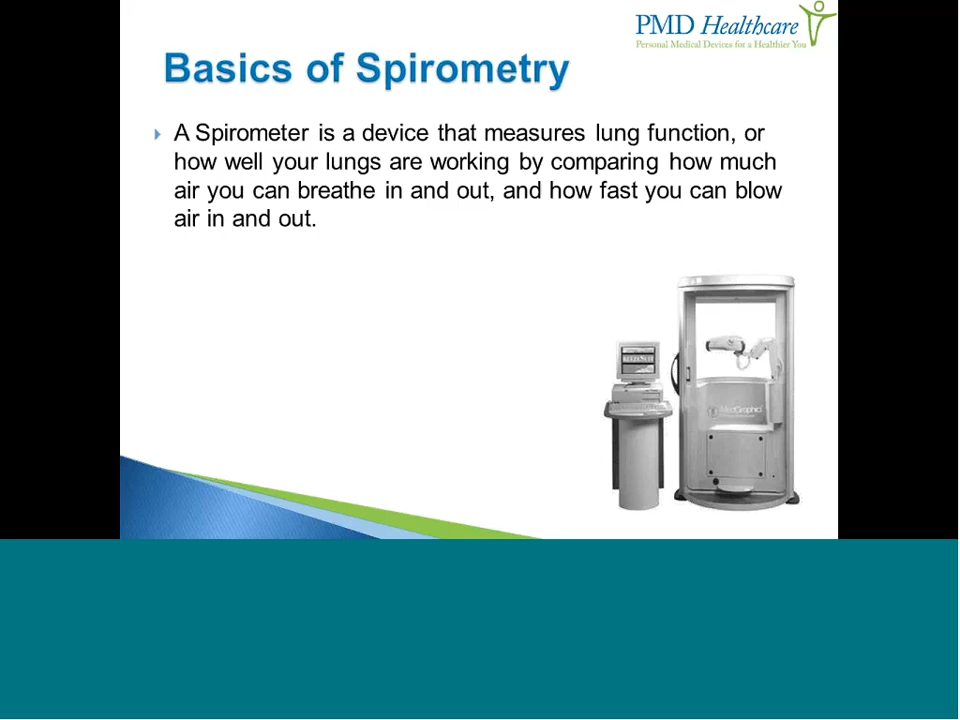 PMD Healthcare
Personal Medical Devices for a Healthier You
Basics of Spirometry
A Spirometer is a device that measures lung function, or
how well your lungs are working by comparing how much
air you can breathe in and out, and how fast you can blow
air in and out.
MedGraphics